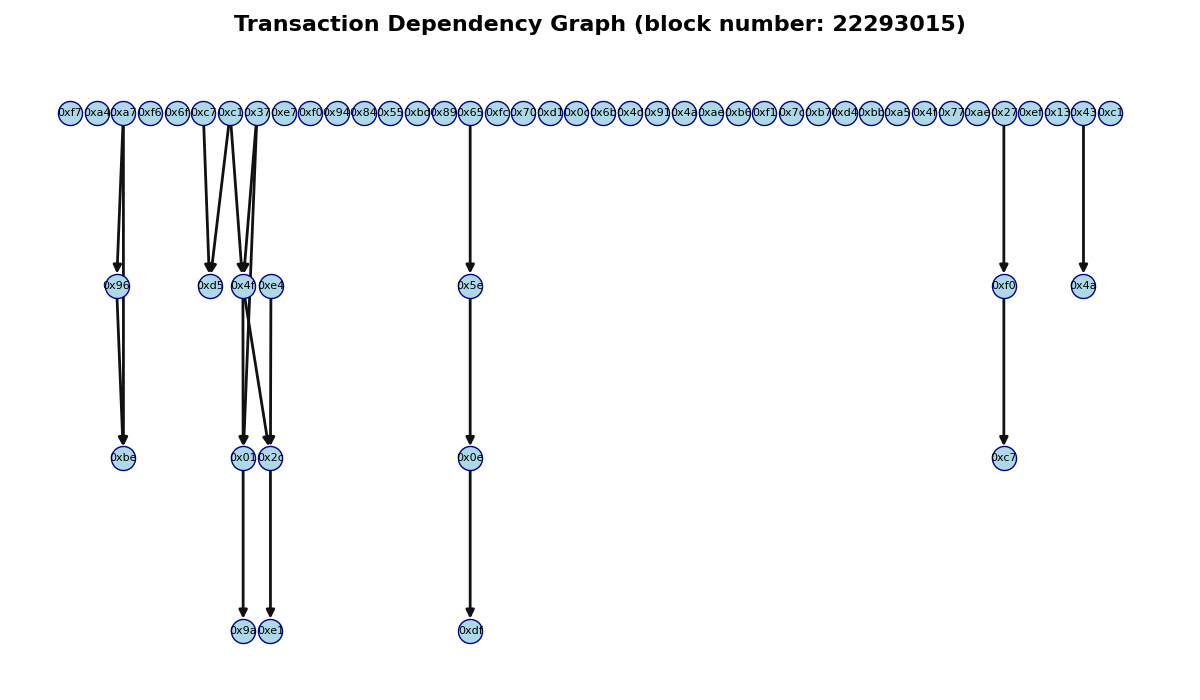 Transaction Dependency Graph (block number: 22293015)
0xf7 0xa4 0xa7 0xf6 0x6f 0xc7 0xc1 0x37 0xe7 0xf0 0x94 0x84 0x55 0xbd 0x89 0x65 0xfc 0x70 0xd1 0x0c 0x6b 0x4c 0x91 0x4a 0xae 0xb6 0xf1 0x7c 0xb7 0xd4 0xbb 0xa5 0x4f 0x77 0xae 0x27 0xef 0x13 0x43 0xc1
0x96 0xd5 0x4f 0xe4 0x5e 0xf0 0x4a
0xbe 0x01 0x2c 0x0e 0xc7
0x9a 0xe1 0xdf